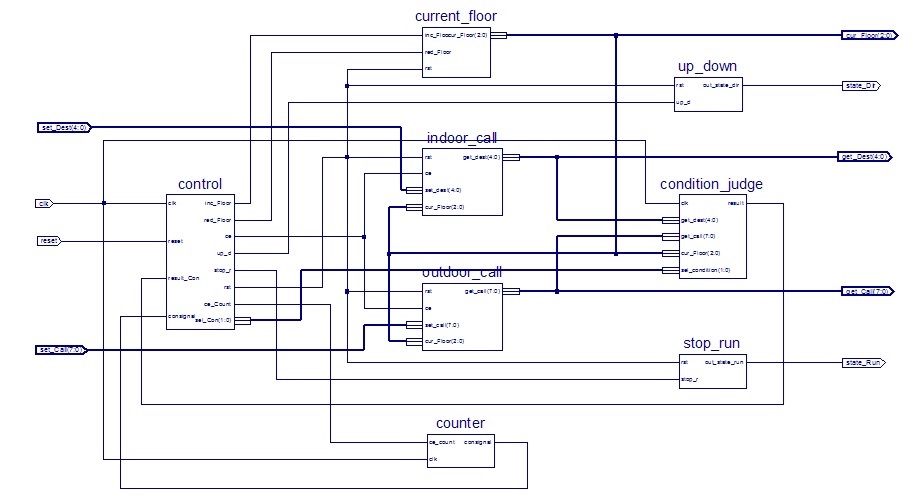 current_floor
inc_Floor
cur_Floor(2:0)
red_Floor
rst
cur_Floor(2:0)
up_down
rst
out_state_dir
up_d
state_Dir
set_Dest(4:0)
indoor_call
rst
get_dest(4:0)
ce
set_dest(4:0)
cur_Floor(2:0)
get_Dest(4:0)
control
clk
inc_Floor
red_Floor
reset
ce
up_d
stop_r
result_Con
rst
ce_Count
consignal
sel_Con(1:0)
clk
reset
condition_judge
clk
result
get_dest(4:0)
get_call(7:0)
cur_Floor(2:0)
sel_condition(1:0)
outdoor_call
rst
get_call(7:0)
ce
set_call(7:0)
cur_Floor(2:0)
get_Call(7:0)
set_Call(7:0)
stop_run
rst
out_state_run
stop_r
state_Run
counter
ce_count
consignal
clk